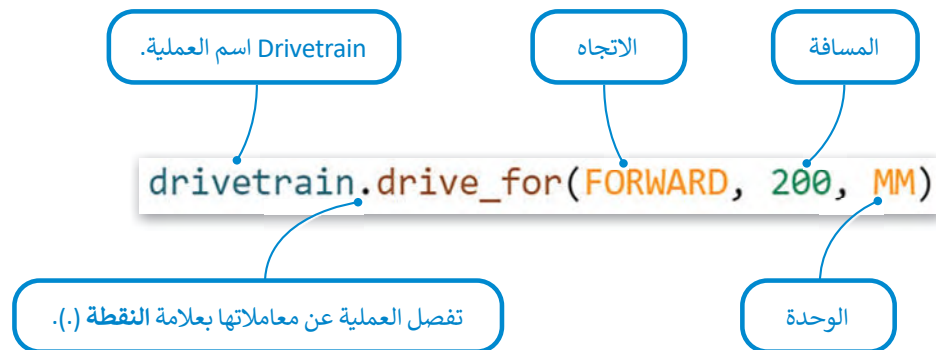 Drivetrain اسم العملية.
الاتجاه
المسافة
drivetrain.drive_for(FORWARD, 200, MM)
تفصل العملية عن معاملاتها بعلامة النقطة (.).
الوحدة